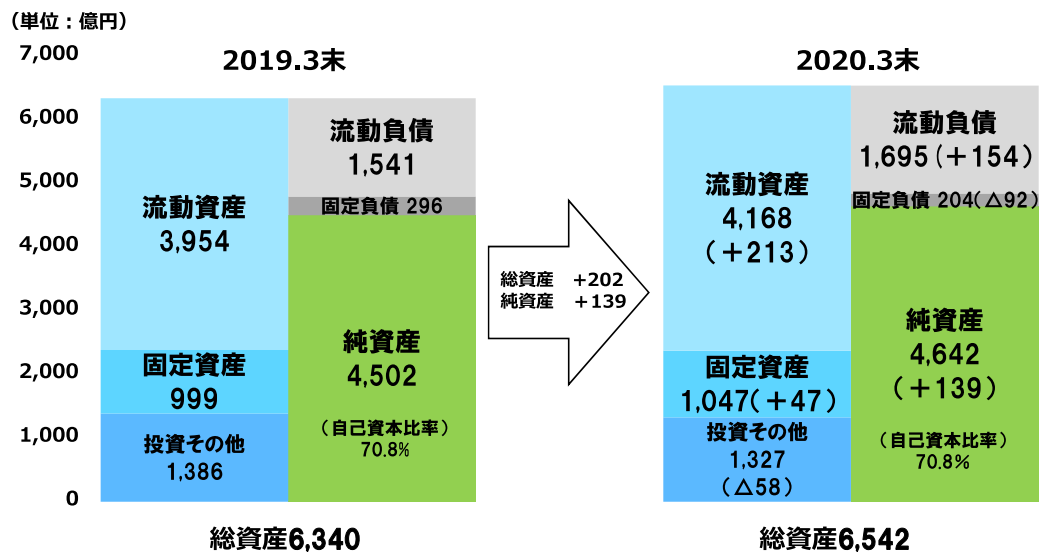 （単位：億円）
7,000
6,000
5,000
4,000
3,000
2,000
1,000
0
2019.3末
流動資産
3,954
固定資産
999
投資その他
1,386
流動負債
1,541
固定負債 296
純資産
4,502
（自己資本比率）
70.8%
総資産6,340
総資産 +202
純資産 +139
2020.3末
流動資産
4,168
（+213）
固定資産
1,047(+47)
投資その他
1,327
(△58)
流動負債
1,695(+154)
固定負債 204(△92)
純資産
4,642
(+139)
（自己資本比率）
70.8%
総資産6,542